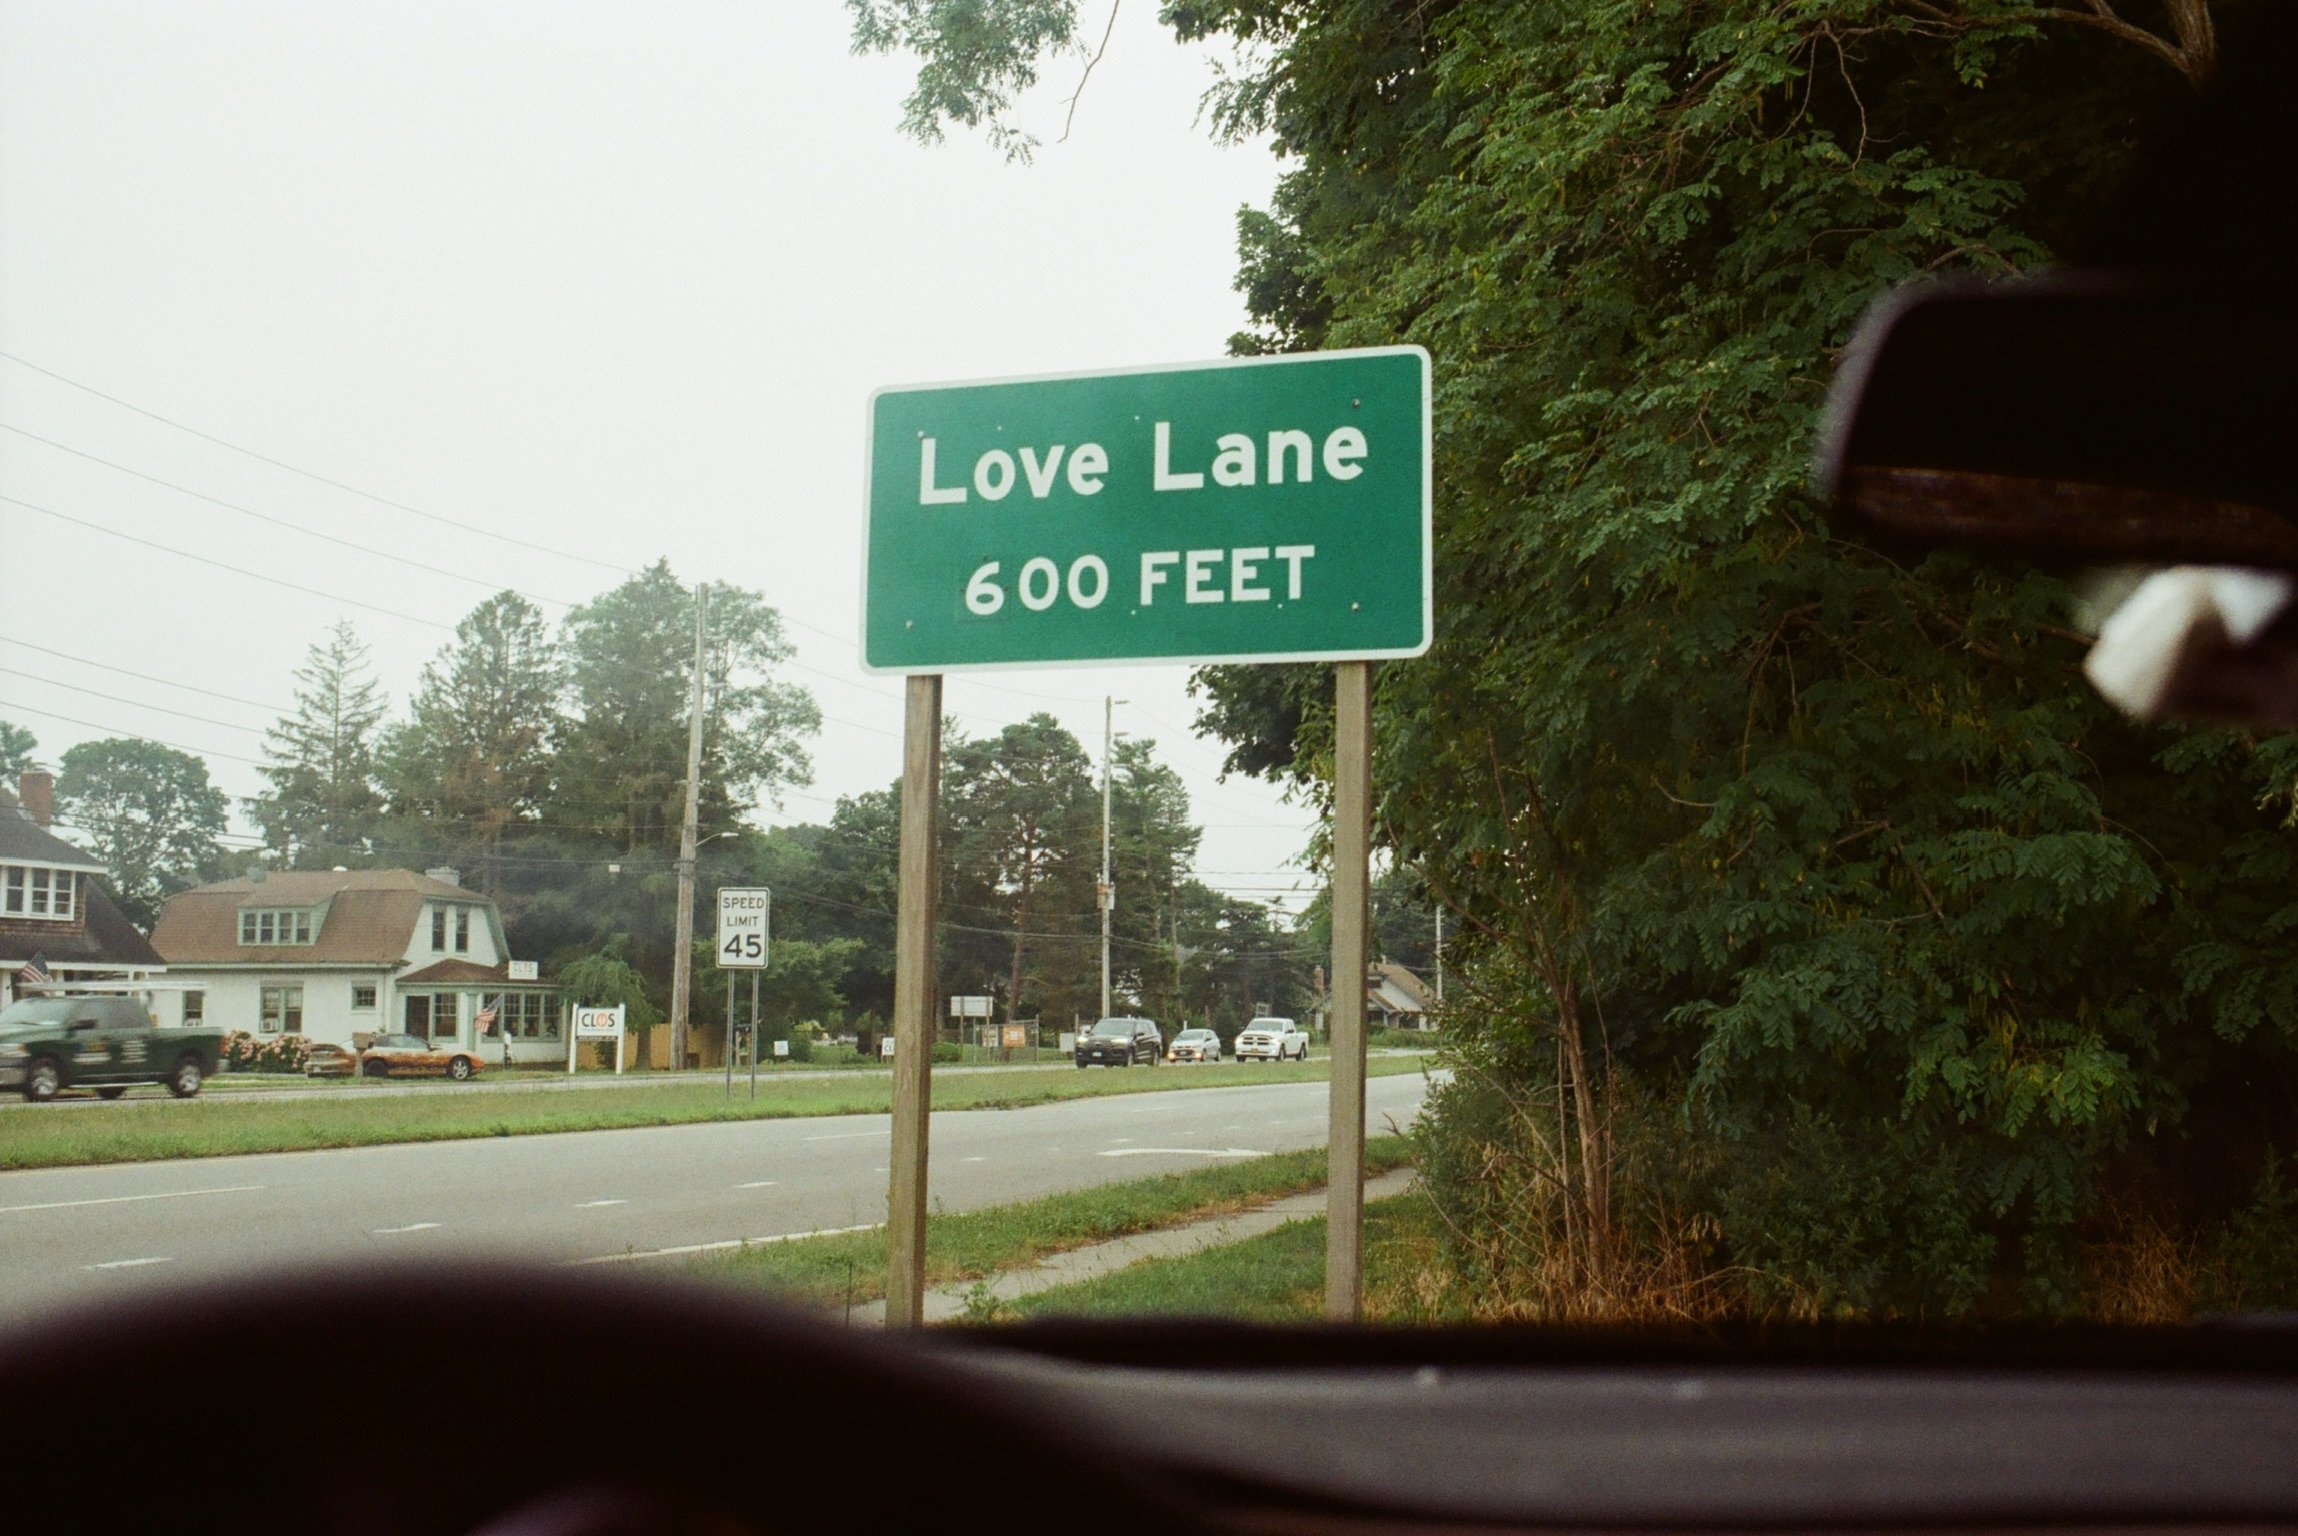 Love Lane
600 FEET
SPEED
LIMIT
45
CLOS